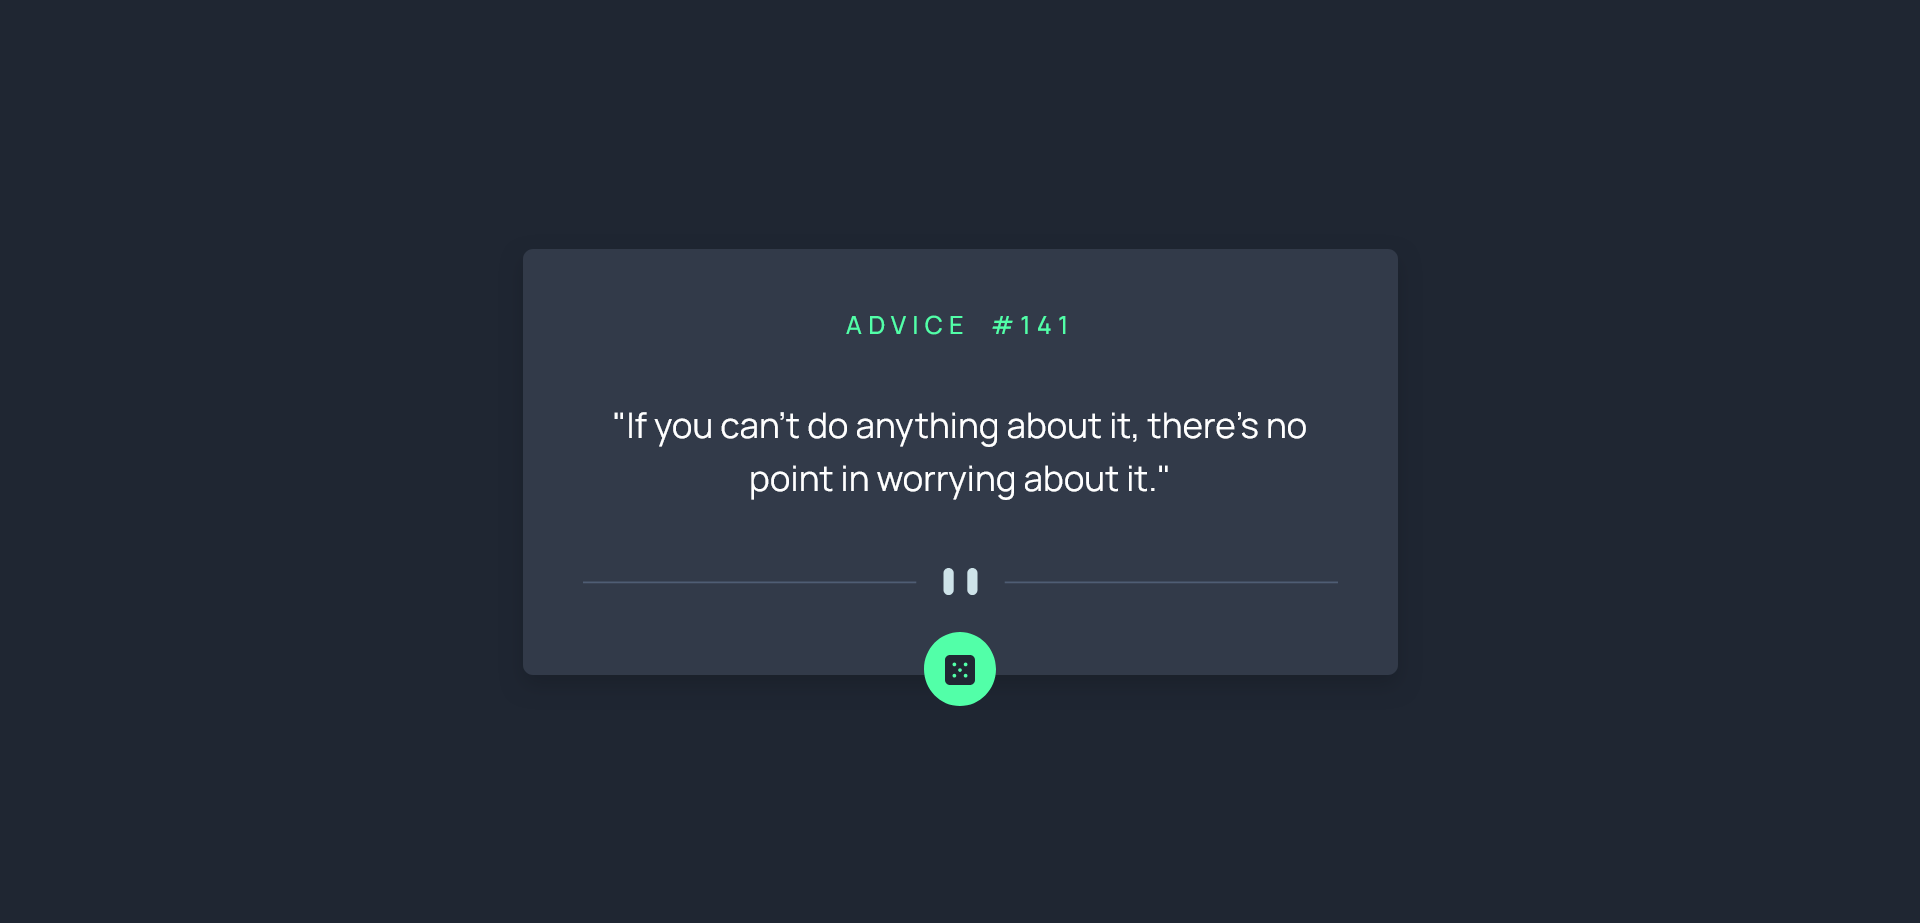 ADVICE #141
"If you can’t do anything about it, there’s no
point in worrying about it."